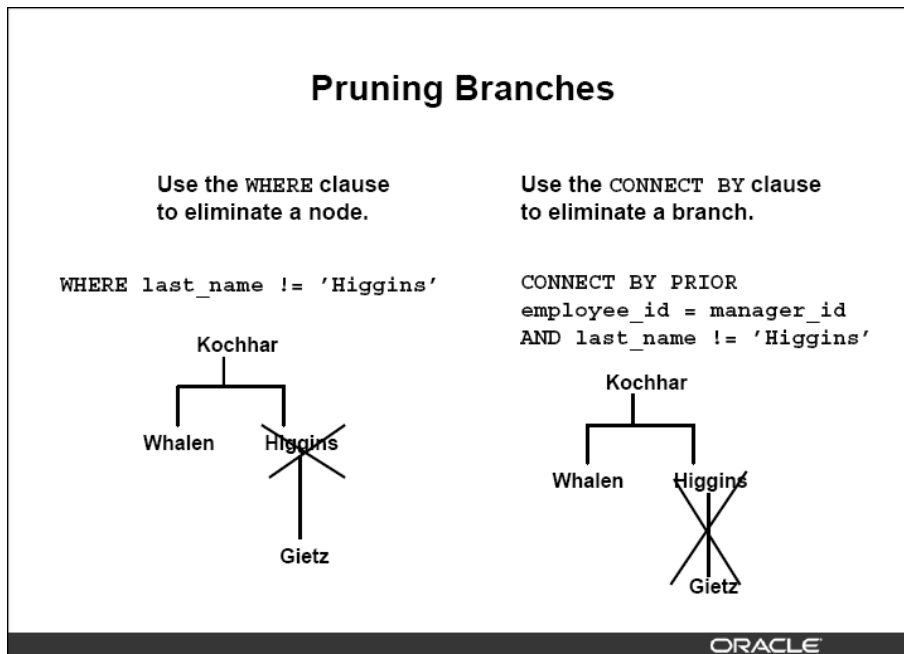 Pruning Branches
Use the WHERE clause
to eliminate a node.
WHERE last_name != ’Higgins’
Kochhar
Whalen Higgins
Gietz
Use the CONNECT BY clause
to eliminate a branch.
CONNECT BY PRIOR
employee_id = manager_id
AND last_name != ’Higgins’
Kochhar
Whalen Higgins
Gietz
ORACLE